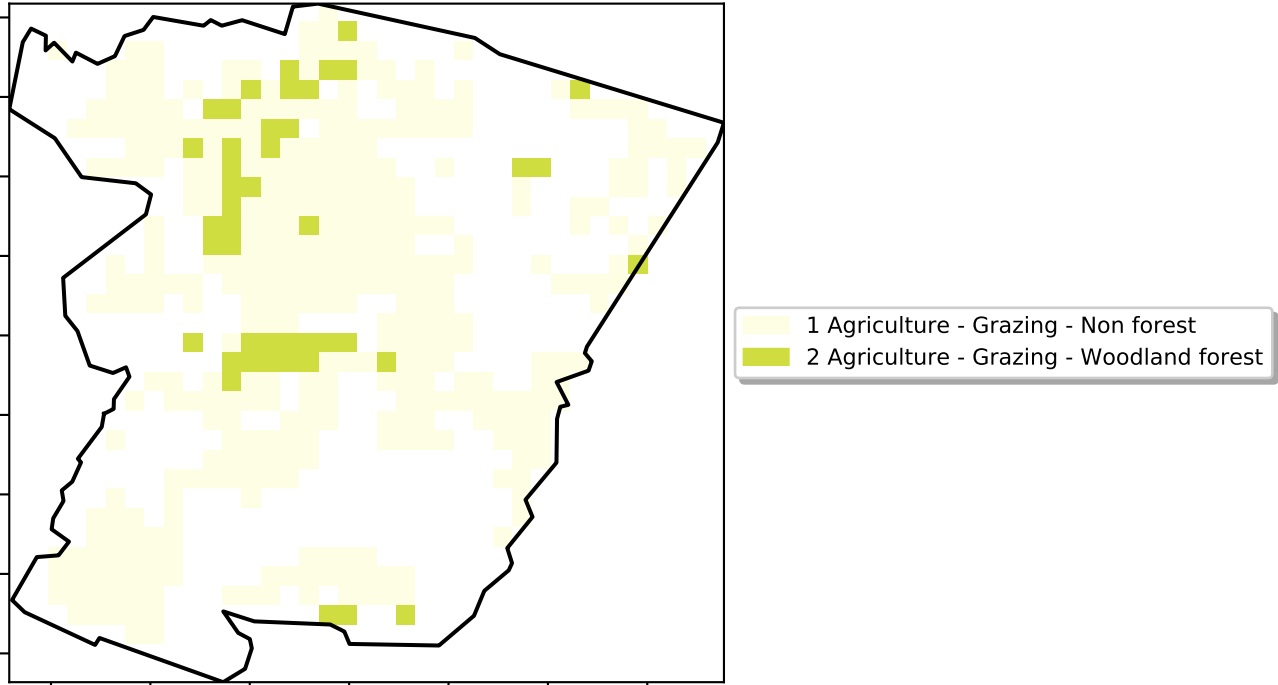 1 Agriculture - Grazing - Non forest
2 Agriculture - Grazing - Woodland forest